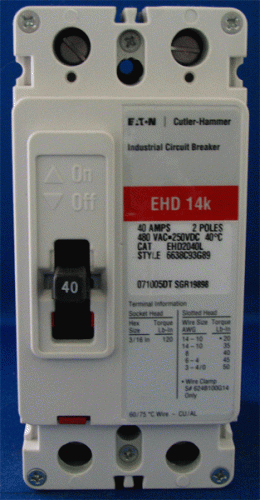 EATON | Cutler-Hammer
Industrial Circuit Breaker
On
Off
EHD 14k
40 AMPS 2 POLES
480 VAC-250VDC 40°C
CAT EHD2040L
STYLE 6638C93G89
40
071005DT SGR19898
Terminal Information
Socket Head Slotted Head
Hex Torque Wire Size Torque
Size Lb-In AWG Lb-In
3/16 in 120 14 - 10 • 20
14 - 10 35
8 40
6 - 4 45
3 - 4/0 50
• Wire Clamp
S# 624B100G14
Only
60/75 °C Wire - CU/AL